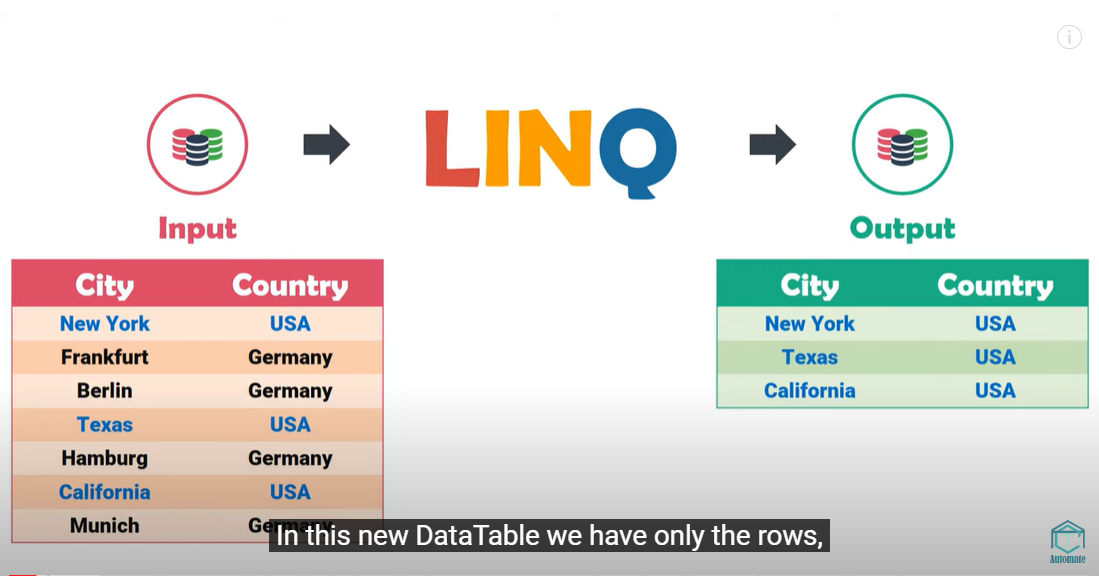 LINQ
Input
Output
City Country
New York USA
Frankfurt Germany
Berlin Germany
Texas USA
Hamburg Germany
California USA
Munich Germany
City Country
New York USA
Texas USA
California USA
In this new DataTable we have only the rows,
Automate